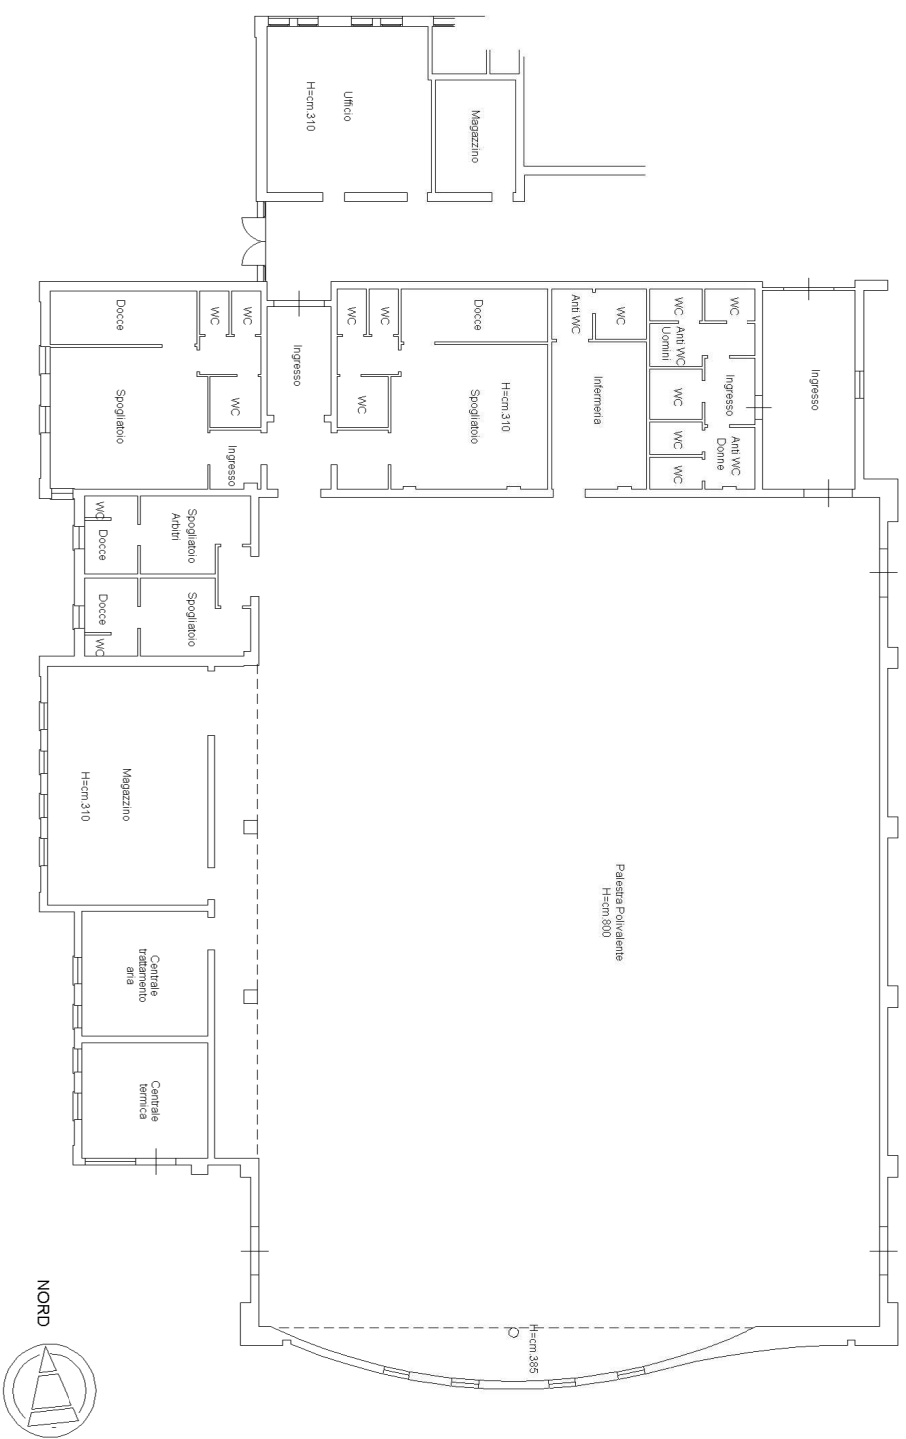 H=cm.310
Ufficio
Magazzino
Docce
WC
WC
Ingresso
WC
WC
Docce
Anti WC
WC
WC
WC
Anti WC
Uomini
Ingresso
Ingresso
Spogliatoio
WC
Ingresso
WC
H=cm.310
Spogliatoio
Infermeria
WC
WC
WC
Anti WC
Donne
WC
Docce
Spogliatoio
Arbitri
Docce
WC
Spogliatoio
Magazzino
H=cm.310
Palestra Polivalente
H=cm.800
Centrale
trattamento
aria
Centrale
termica
H=cm.385
NORD